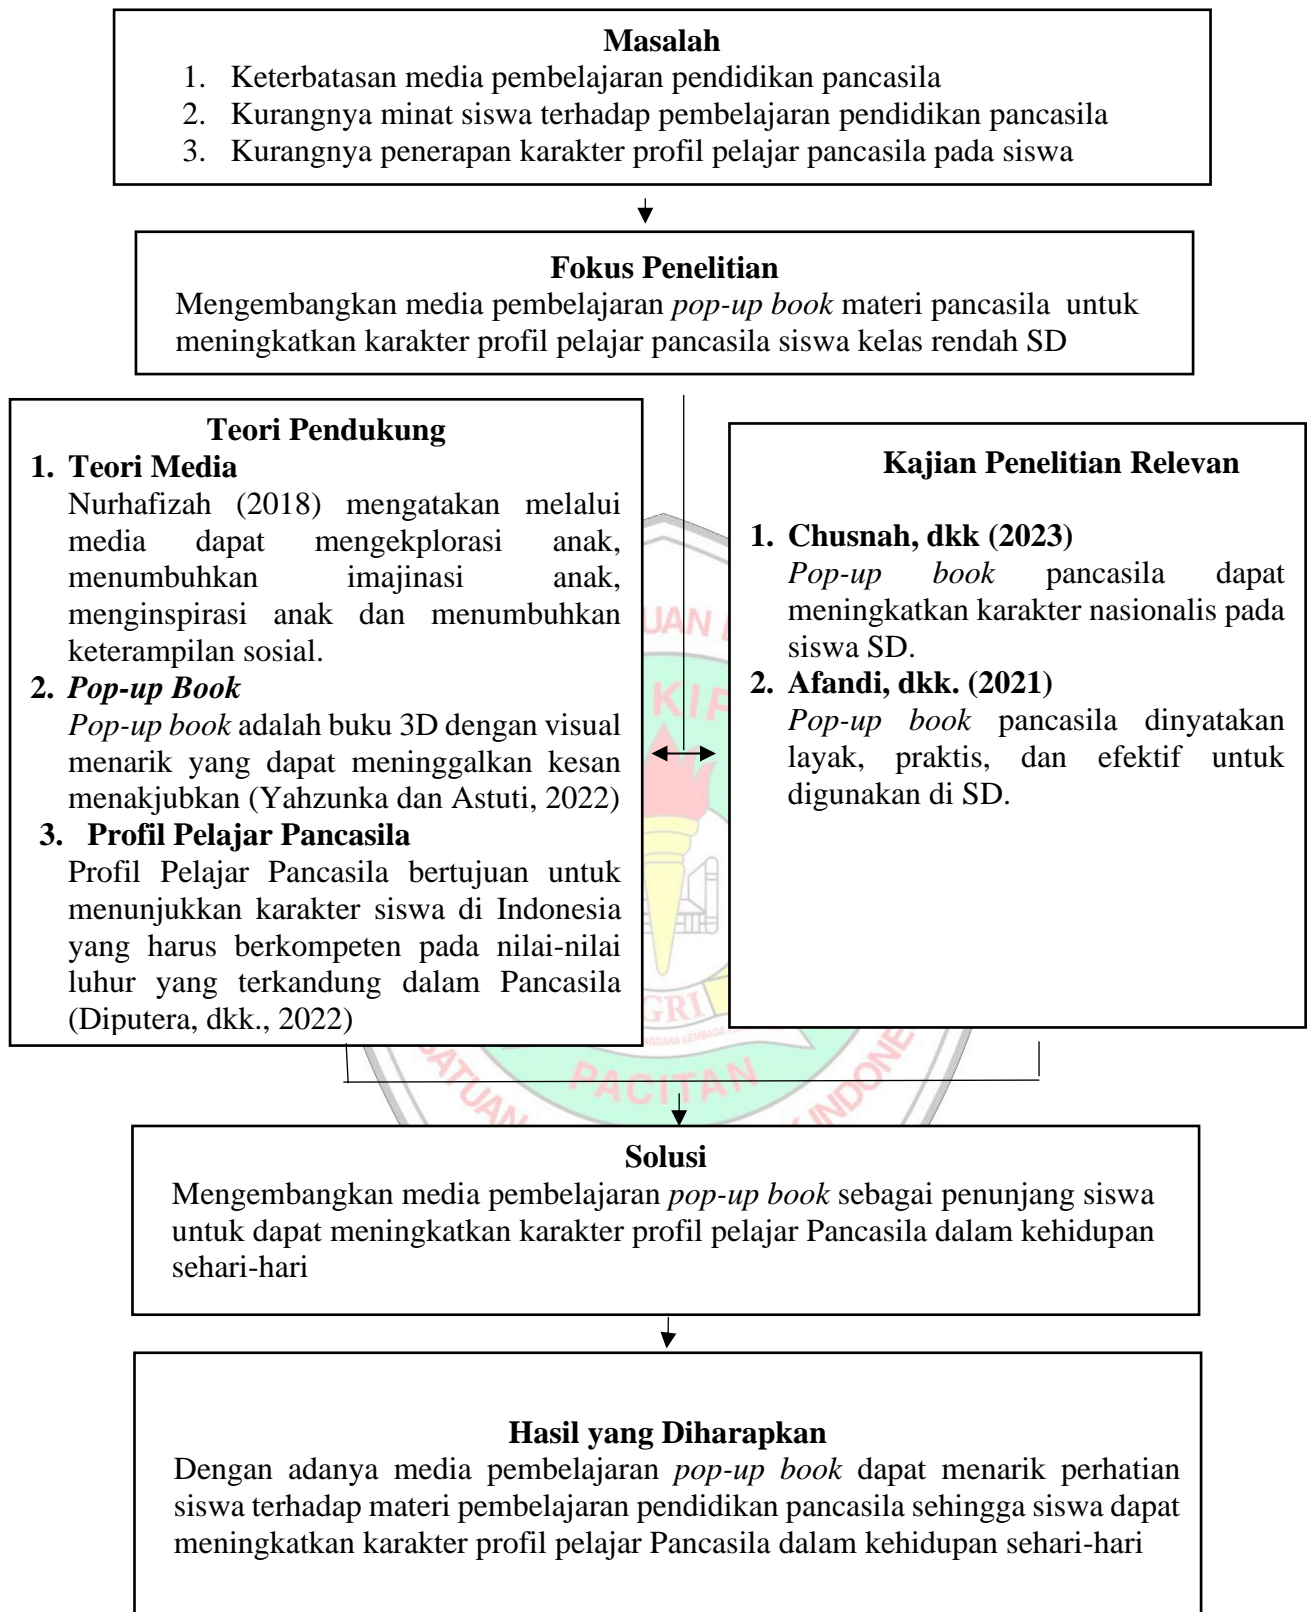 Masalah
1. Keterbatasan media pembelajaran pendidikan pancasila
2. Kurangnya minat siswa terhadap pembelajaran pendidikan pancasila
3. Kurangnya penerapan karakter profil pelajar pancasila pada siswa
Fokus Penelitian
Mengembangkan media pembelajaran pop-up book materi pancasila untuk
meningkatkan karakter profil pelajar pancasila siswa kelas rendah SD
Teori Pendukung
1. Teori Media
Nurhafizah (2018) mengatakan melalui
media dapat mengekplorasi anak,
menumbuhkan imajinasi anak,
menginspirasi anak dan menumbuhkan
keterampilan sosial.
2. Pop-up Book
Pop-up book adalah buku 3D dengan visual
menarik yang dapat meninggalkan kesan
menakjubkan (Yahzunka dan Astuti, 2022)
3. Profil Pelajar Pancasila
Profil Pelajar Pancasila bertujuan untuk
menunjukkan karakter siswa di Indonesia
yang harus berkompeten pada nilai-nilai
luhur yang terkandung dalam Pancasila
(Diputera, dkk., 2022)
Kajian Penelitian Relevan
1. Chusnah, dkk (2023)
Pop-up book pancasila dapat
meningkatkan karakter nasionalis pada
siswa SD.
2. Afandi, dkk. (2021)
Pop-up book pancasila dinyatakan
layak, praktis, dan efektif untuk
digunakan di SD.
UAN
KIP
GRI
PACITAN
SATUAN
INDONE
Solusi
Mengembangkan media pembelajaran pop-up book sebagai penunjang siswa
untuk dapat meningkatkan karakter profil pelajar Pancasila dalam kehidupan
sehari-hari
Hasil yang Diharapkan
Dengan adanya media pembelajaran pop-up book dapat menarik perhatian
siswa terhadap materi pembelajaran pendidikan pancasila sehingga siswa dapat
meningkatkan karakter profil pelajar Pancasila dalam kehidupan sehari-hari